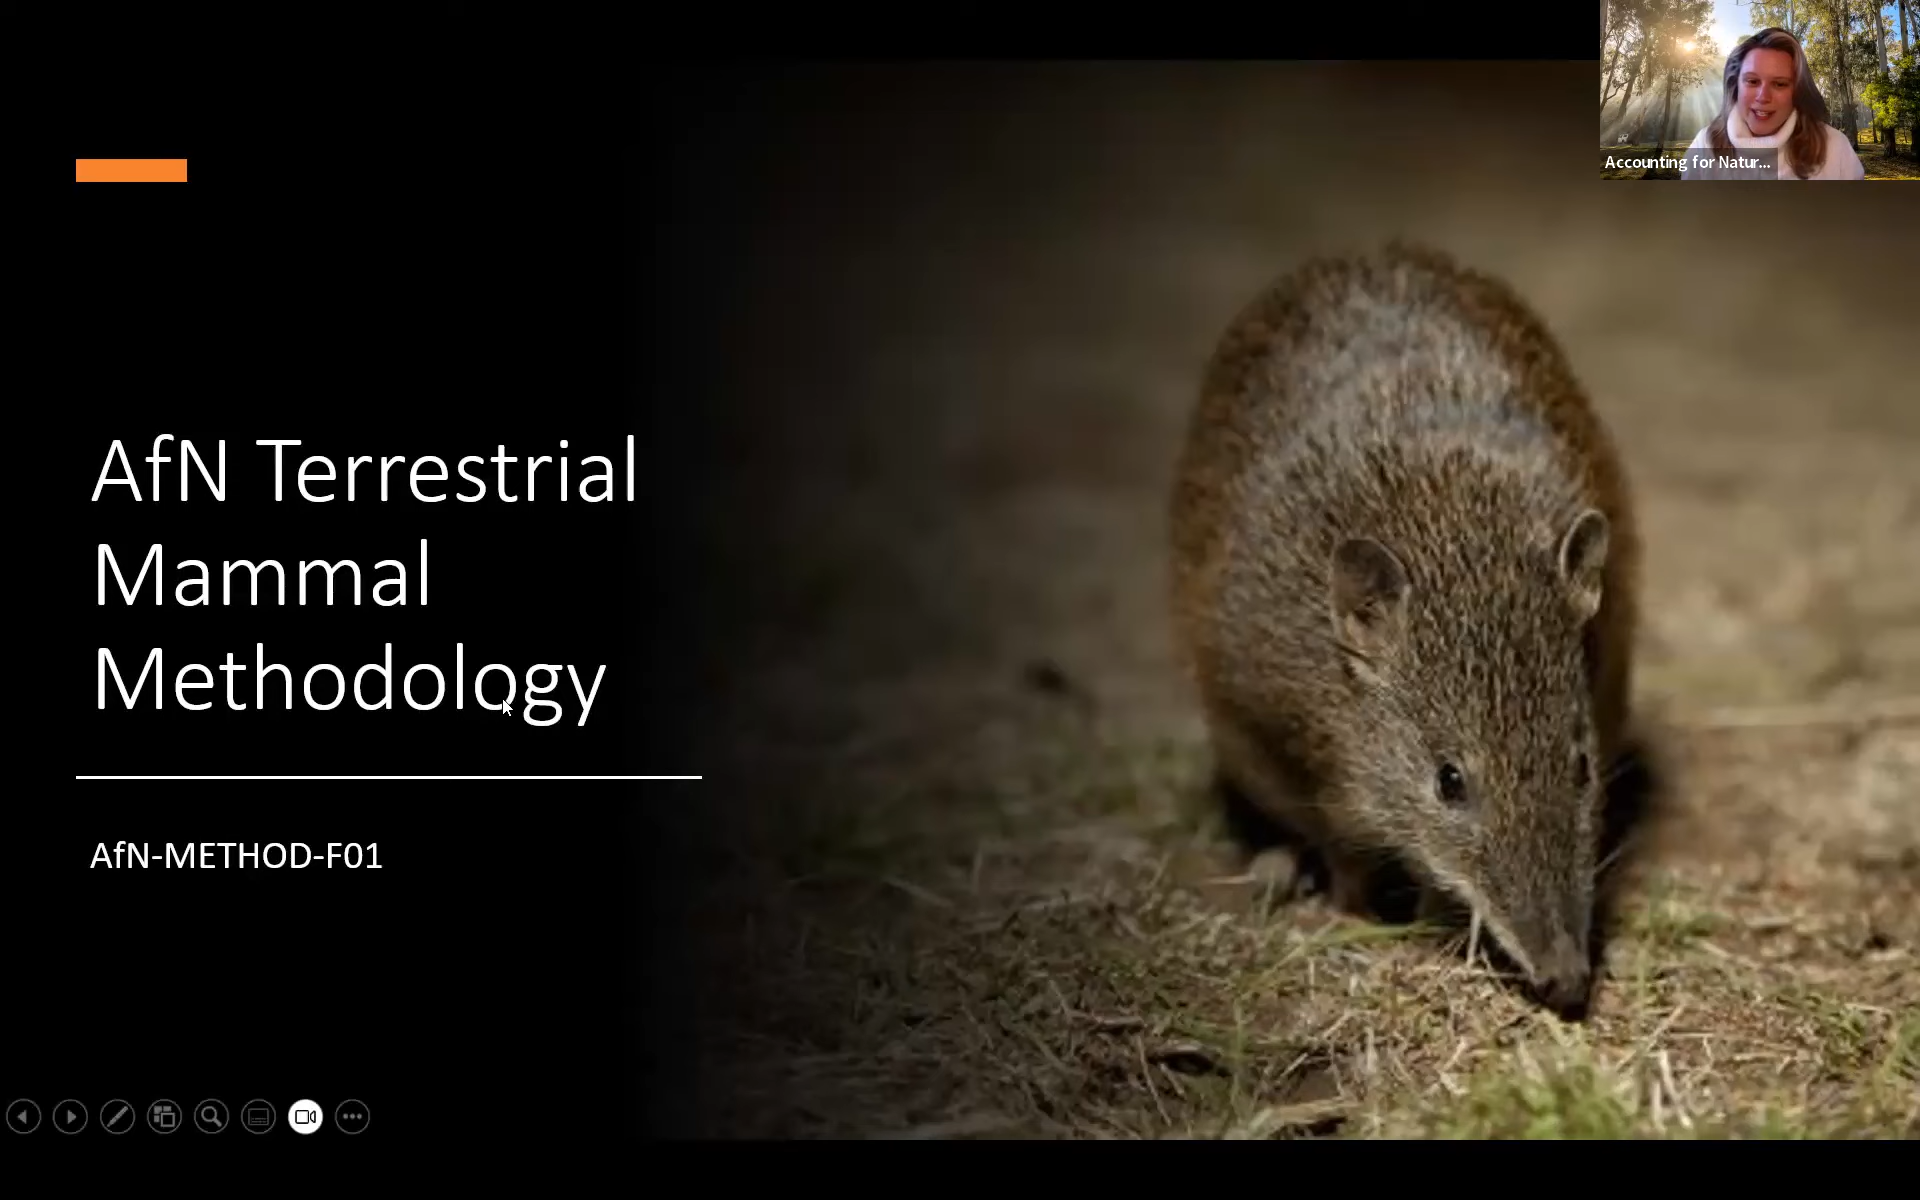 Accounting for Natur...
AfN Terrestrial
Mammal
Methodology
AfN-METHOD-F01